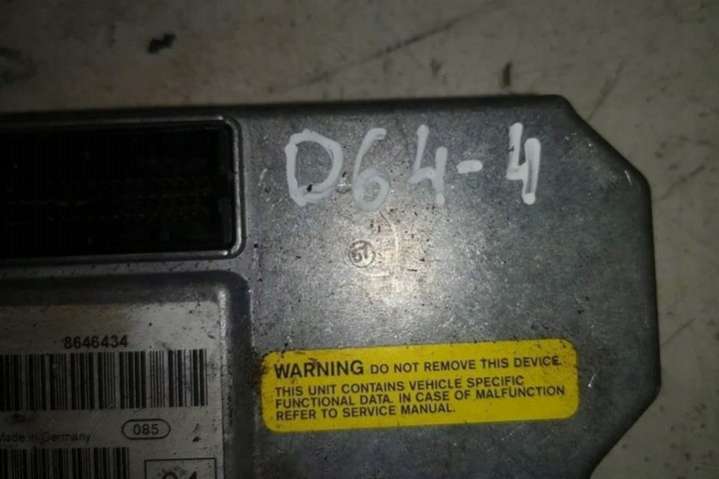 D64-4
8646434
WARNING DO NOT REMOVE THIS DEVICE.
THIS UNIT CONTAINS VEHICLE SPECIFIC
FUNCTIONAL DATA. IN CASE OF MALFUNCTION
REFER TO SERVICE MANUAL.
Made in Germany
085